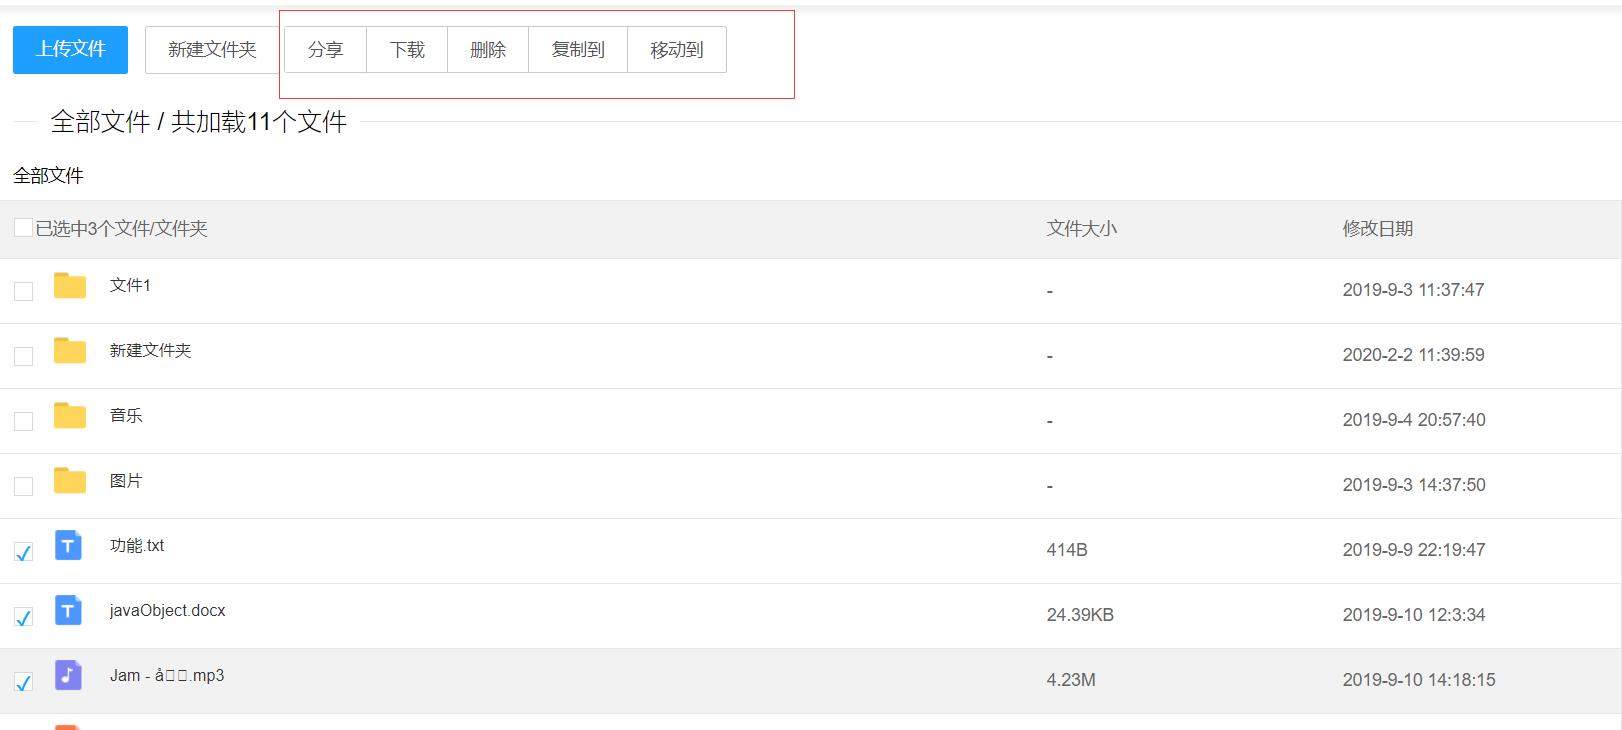 上传文件 新建文件夹 分享 下载 删除 复制到 移动到
全部文件 / 共加载11个文件
全部文件
已选中3个文件/文件夹 文件大小 修改日期
文件1 - 2019-9-3 11:37:47
新建文件夹 - 2020-2-2 11:39:59
音乐 - 2019-9-4 20:57:40
图片 - 2019-9-3 14:37:50
T 功能.txt 414B 2019-9-9 22:19:47
T javaObject.docx 24.39KB 2019-9-10 12:3:34
Jam - å▯▯.mp3 4.23M 2019-9-10 14:18:15